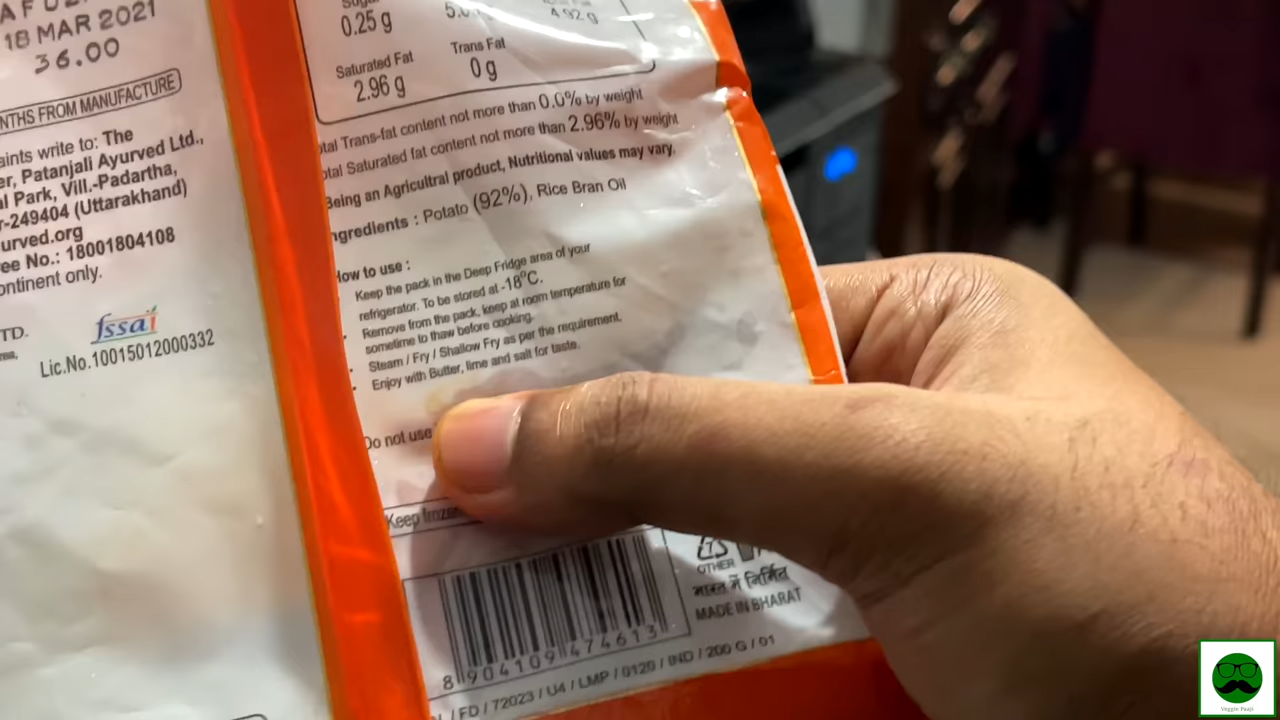 18 MAR 2021
36.00
NTHS FROM MANUFACTURE
aints write to: The
er, Patanjali Ayurved Ltd.,
al Park, Vill.-Padartha,
r-249404 (Uttarakhand)
urved.org
ee No.: 18001804108
ontinent only.
TD.
fssai
Lic.No.10015012000332
0.25 g
4.92 g
Saturated Fat
2.96 g
Trans Fat
0 g
otal Trans-fat content not more than 0.0% by weight
otal Saturated fat content not more than 2.96% by weight
Being an Agricultral product, Nutritional values may vary.
ngredients : Potato (92%), Rice Bran Oil
How to use :
Keep the pack in the Deep Fridge area of your
refrigerator. To be stored at -18°C.
Remove from the pack, keep at room temperature for
sometime to thaw before cooking.
Steam / Fry / Shallow Fry as per the requirement.
Enjoy with Butter, lime and salt for taste.
Do not use
Keep frozen
OTHER
भारत में निर्मित
MADE IN BHARAT
8 904109 474613
/ FD / 72023 / U4 / LMP / 0120 / IND / 200 G / 01
Veggie Paaji